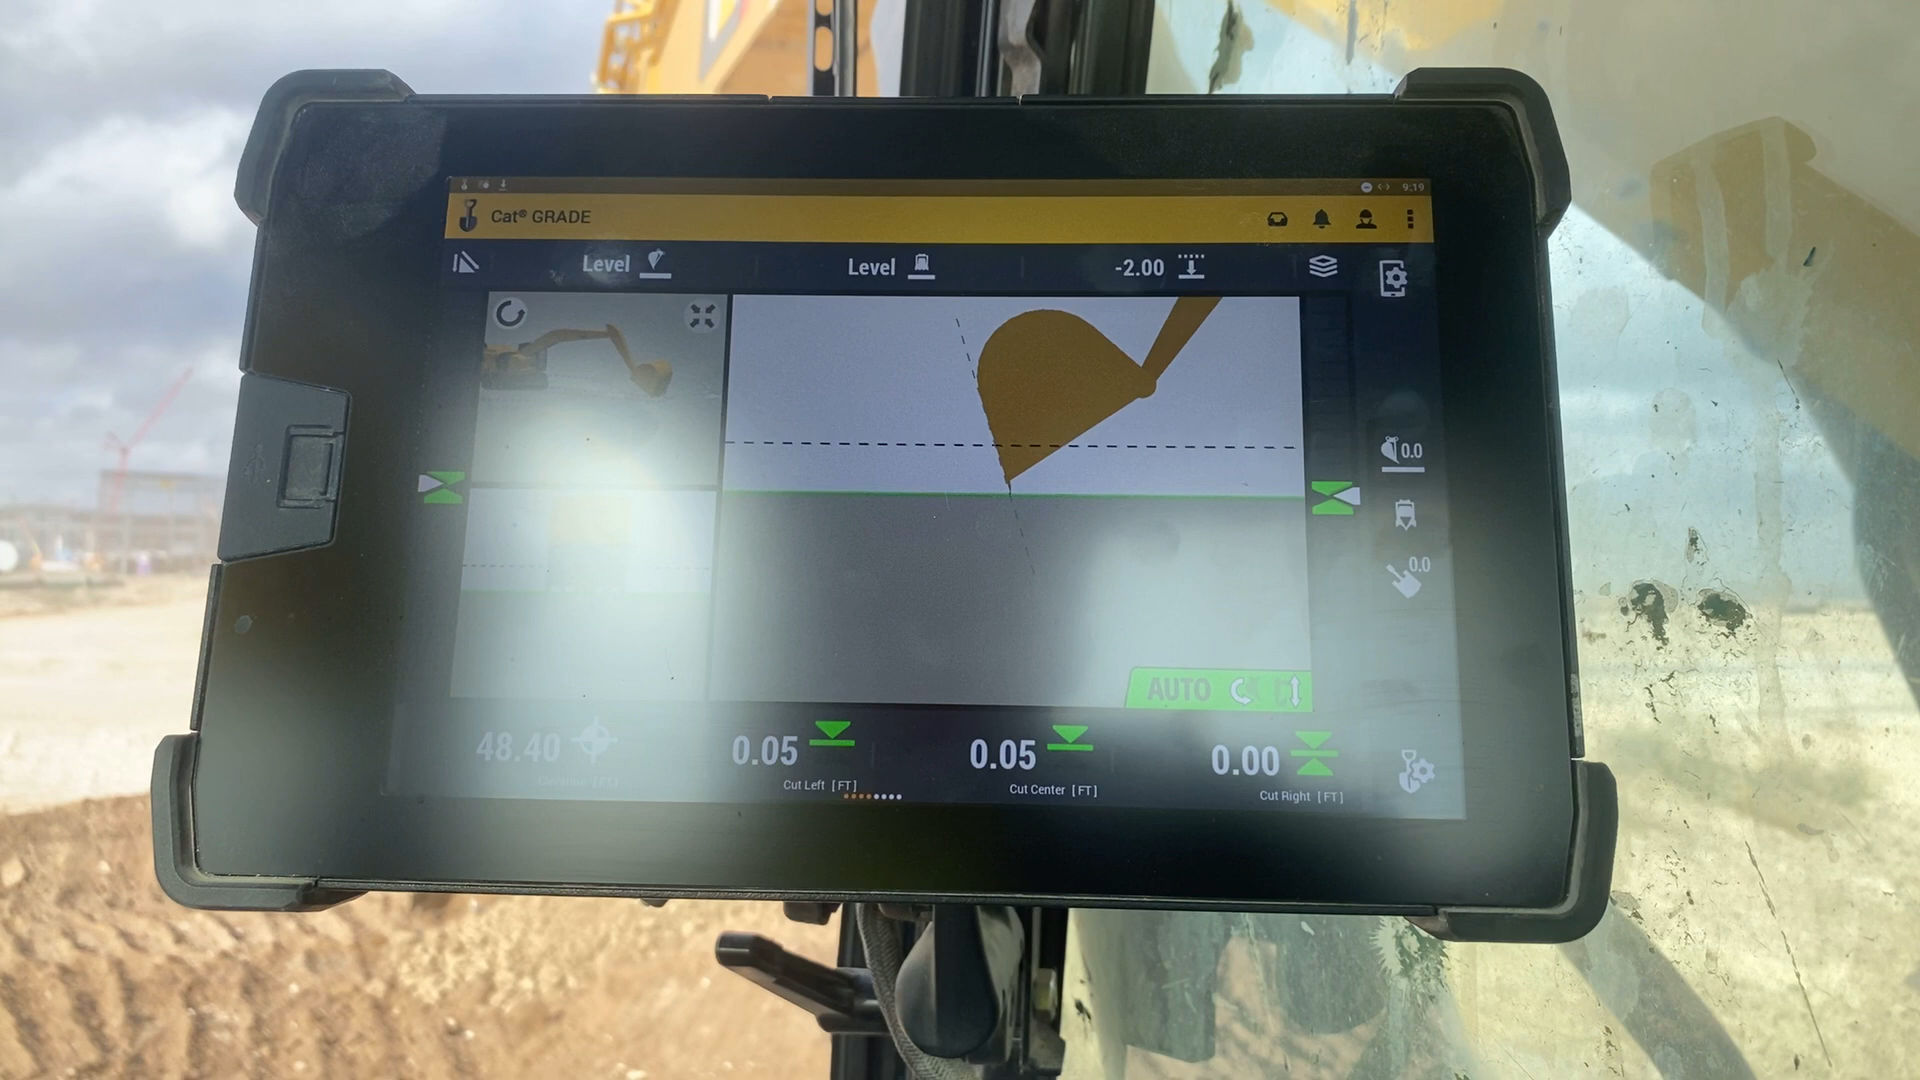 9:19
Cat® GRADE
Level
Level
-2.00
0.0
0.0
AUTO
48.40
0.05
0.05
0.00
Cut Left [FT]
Cut Center [FT]
Cut Right [FT]